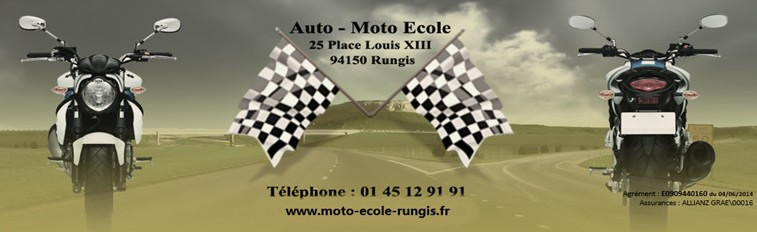 Auto - Moto Ecole
25 Place Louis XIII
94150 Rungis
Téléphone : 01 45 12 91 91
www.moto-ecole-rungis.fr
Agrément : E0909440160 du 04/06/2014
Assurances : ALLIANZ GRAE\00016